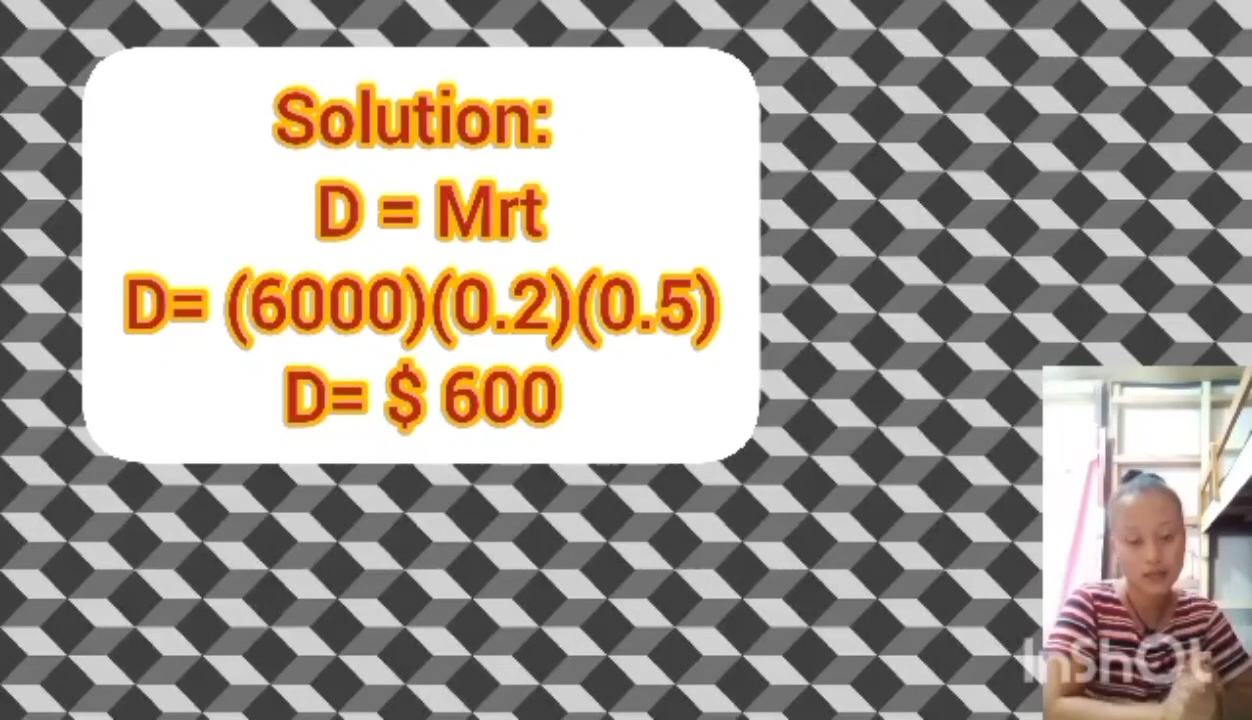 Solution:
D = Mrt
D= (6000)(0.2)(0.5)
D= $ 600
InShOt